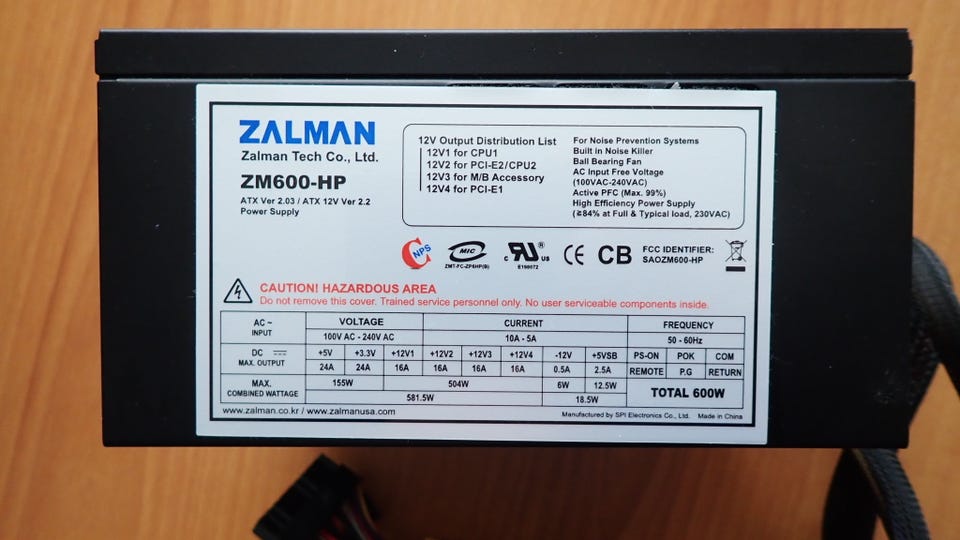 ZALMAN
Zalman Tech Co., Ltd.
ZM600-HP
ATX Ver 2.03 / ATX 12V Ver 2.2
Power Supply
12V Output Distribution List
12V1 for CPU1
12V2 for PCI-E2/CPU2
12V3 for M/B Accessory
12V4 for PCI-E1
For Noise Prevention Systems
Built in Noise Killer
Ball Bearing Fan
AC Input Free Voltage
(100VAC-240VAC)
Active PFC (Max. 99%)
High Efficiency Power Supply
(≧84% at Full & Typical load, 230VAC)
C NPS
MIC
ZMT-FC-ZP6HP(B)
c RU ® US
E198072
CE
CB
FCC IDENTIFIER:
SAOZM600-HP
CAUTION! HAZARDOUS AREA
Do not remove this cover. Trained service personnel only. No user serviceable components inside.
AC ~ INPUT
VOLTAGE CURRENT FREQUENCY
100V AC - 240V AC 10A - 5A 50 - 60Hz
DC
MAX. OUTPUT
+5V +3.3V +12V1 +12V2 +12V3 +12V4 -12V +5VSB PS-ON POK COM
24A 24A 16A 16A 16A 16A 0.5A 2.5A REMOTE P.G RETURN
MAX.
COMBINED WATTAGE
155W 504W 6W 12.5W
581.5W 18.5W
TOTAL 600W
www.zalman.co.kr / www.zalmanusa.com
Manufactured by SPI Electronics Co., Ltd. Made in China